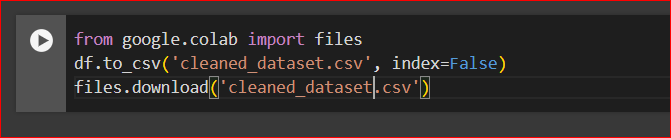 from google.colab import files
df.to_csv('cleaned_dataset.csv', index=False)
files.download('cleaned_dataset.csv')